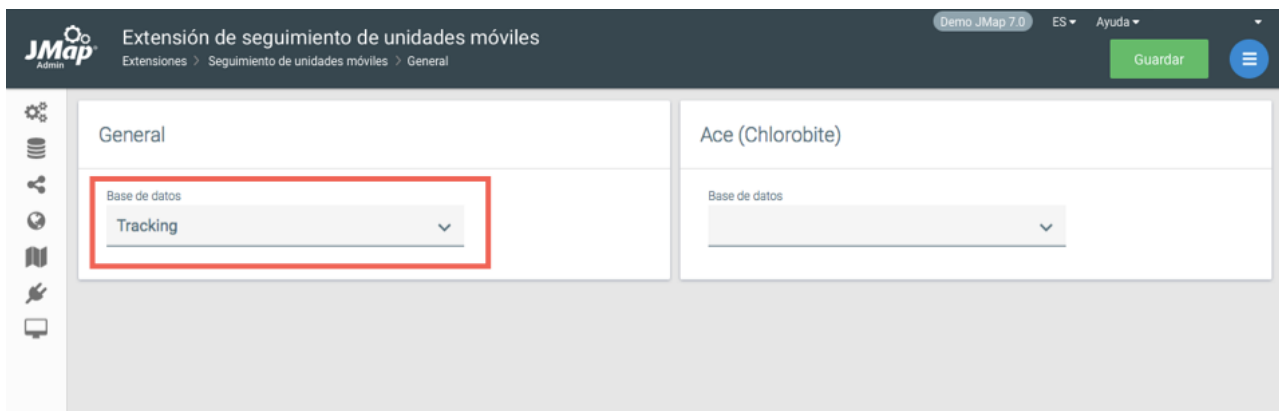 Demo JMap 7.0 ES Ayuda
JMap Admin
Extensión de seguimiento de unidades móviles
Extensiones > Seguimiento de unidades móviles > General
Guardar
General
Base de datos
Tracking
Ace (Chlorobite)
Base de datos